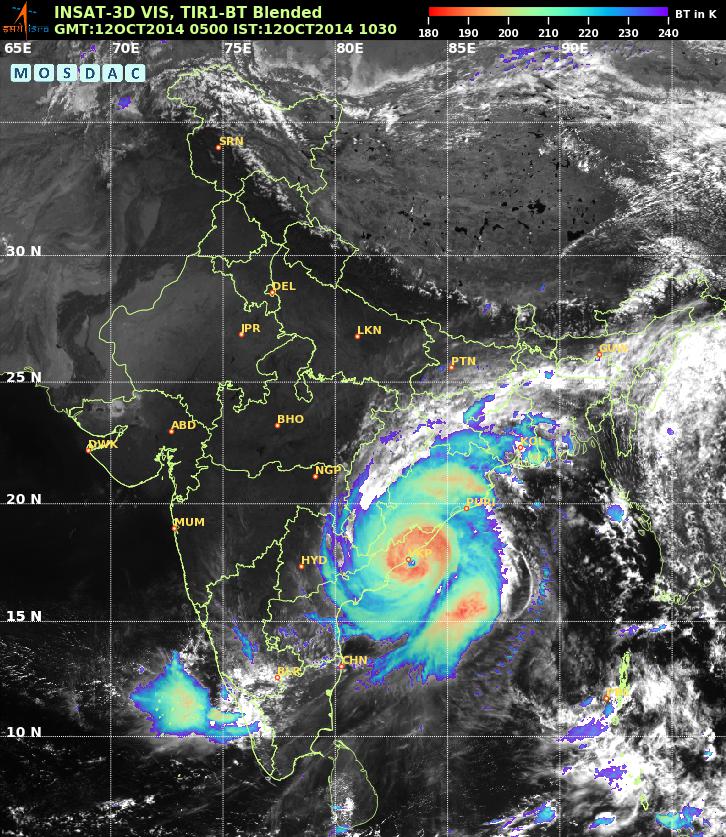 INSAT-3D VIS, TIR1-BT Blended
GMT:12OCT2014 0500 IST:12OCT2014 1030
BT in K
180 190 200 210 220 230 240
65E 70E 75E 80E 85E 90E
MOSDAC
SRN
30 N
DEL
JPR
LKN
GUW
PTN
25 N
BHO
ABD
DWK
KOL
NGP
20 N
PURI
MUM
VKP
HYD
15 N
CHN
BLR
10 N